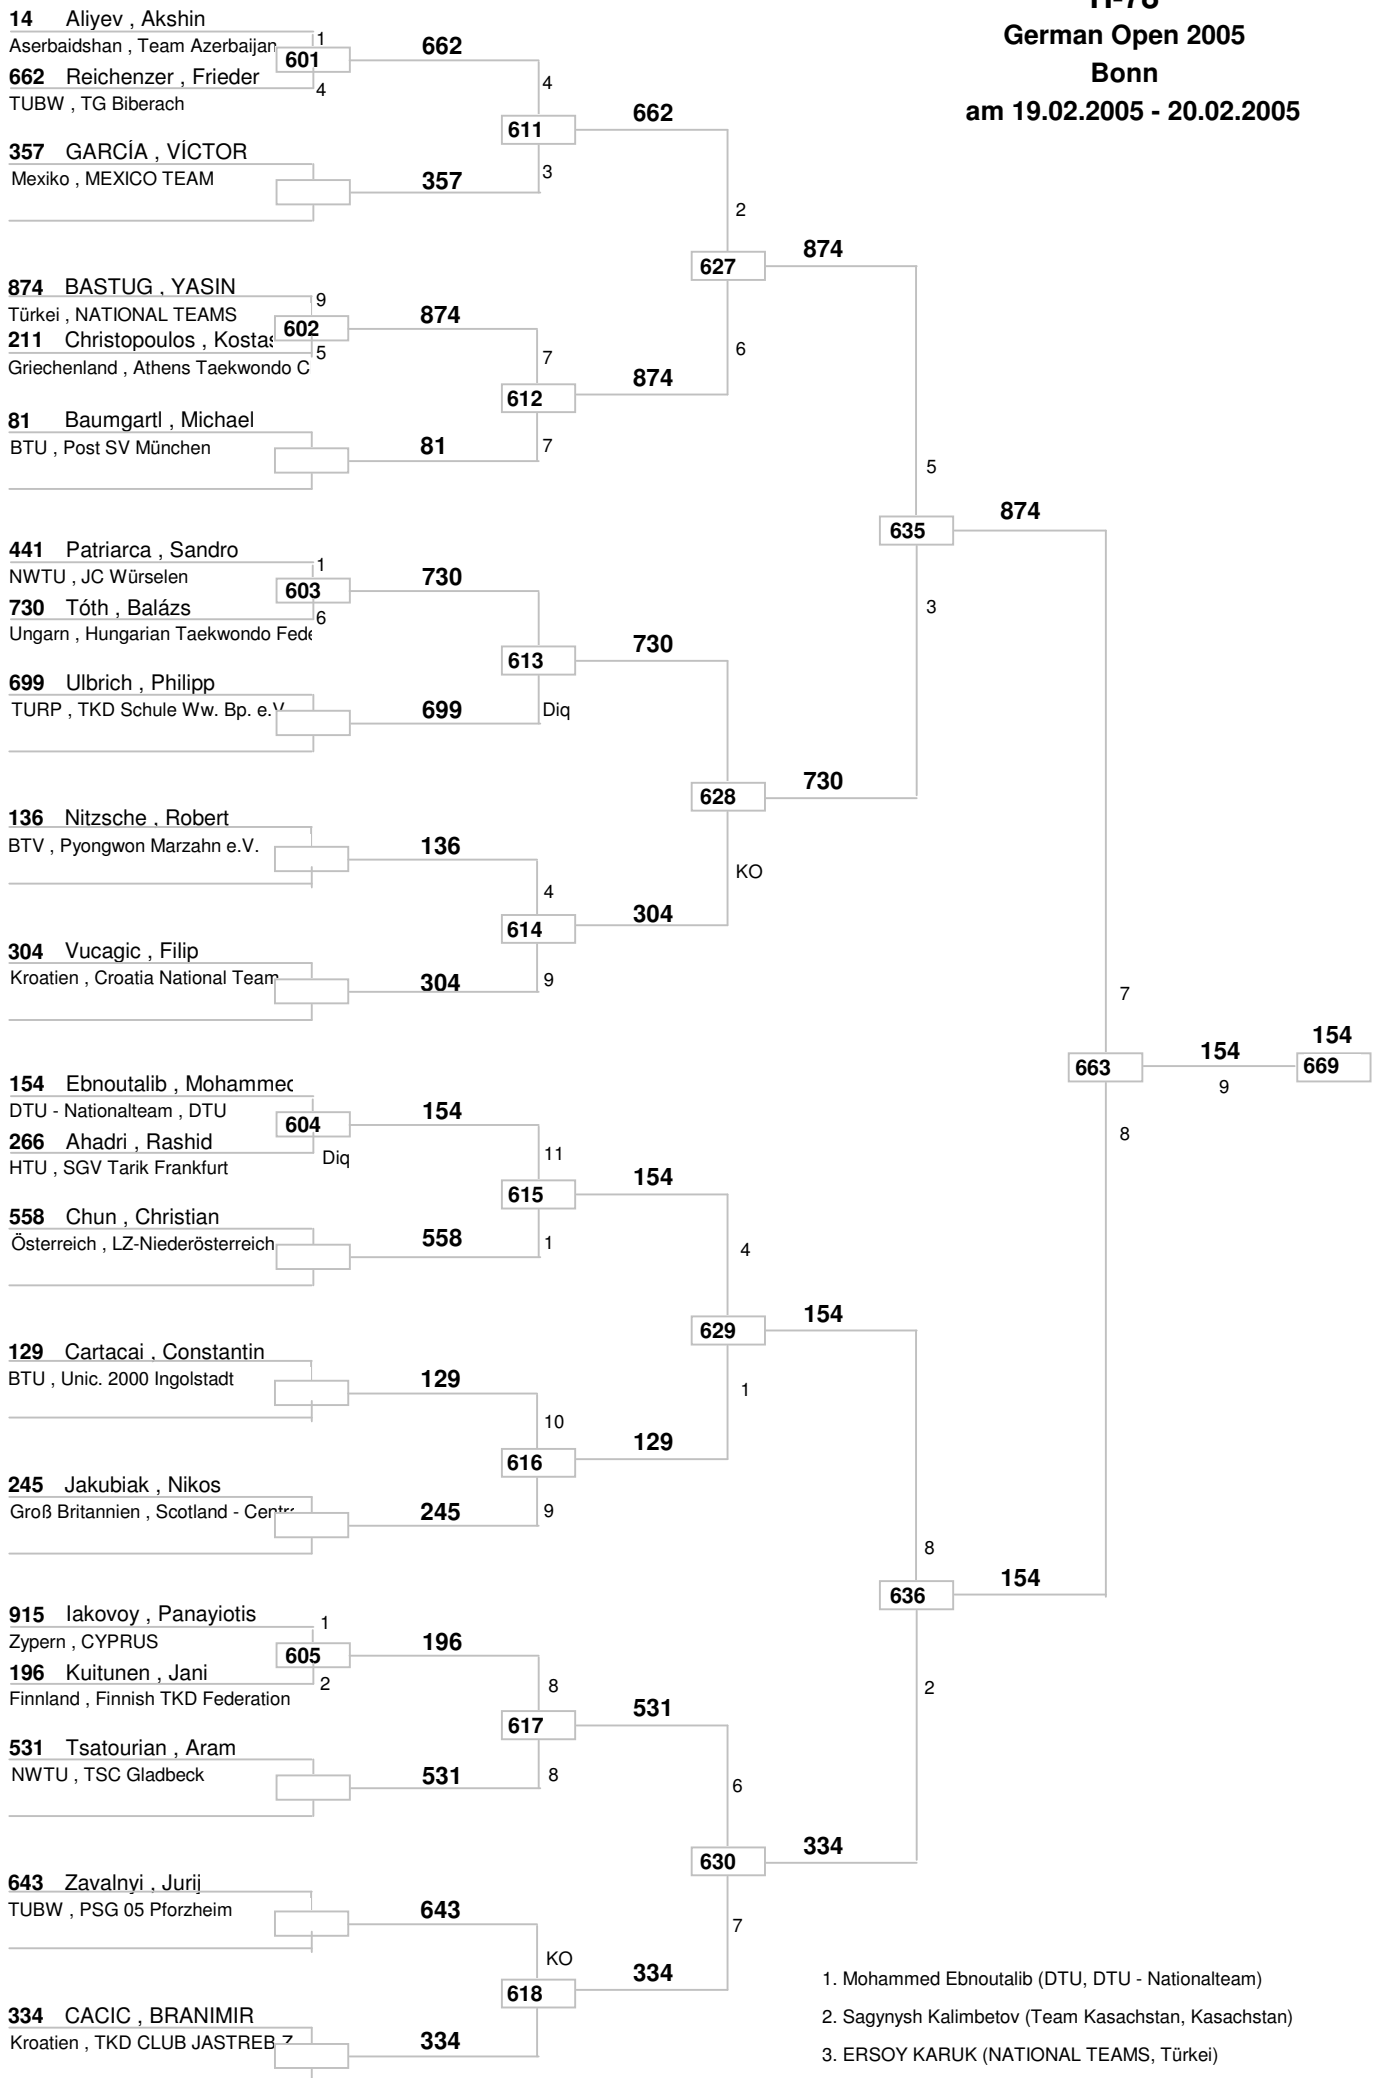 H-78
German Open 2005
Bonn
am 19.02.2005 - 20.02.2005
14 Aliyev , Akshin
Aserbaidshan , Team Azerbaijan
1
601
662
662 Reichenzer , Frieder
4
TUBW , TG Biberach
4
611
662
357 GARCÍA , VÍCTOR
Mexiko , MEXICO TEAM
357
3
2
627
874
874 BASTUG , YASIN
9
Türkei , NATIONAL TEAMS
602
874
211 Christopoulos , Kostas
5
Griechenland , Athens Taekwondo C
7
612
874
6
81 Baumgartl , Michael
BTU , Post SV München
81
7
5
635
874
441 Patriarca , Sandro
1
NWTU , JC Würselen
603
730
730 Tóth , Balázs
6
Ungarn , Hungarian Taekwondo Fede
3
613
730
699 Ulbrich , Philipp
TURP , TKD Schule Ww. Bp. e.V.
699
Diq
628
730
136 Nitzsche , Robert
BTV , Pyongwon Marzahn e.V.
136
KO
4
614
304
304 Vucagic , Filip
Kroatien , Croatia National Team
304
9
7
663
154
9
154
669
154 Ebnoutalib , Mohammed
DTU - Nationalteam , DTU
604
154
266 Ahadri , Rashid
Diq
HTU , SGV Tarik Frankfurt
8
11
615
154
558 Chun , Christian
Österreich , LZ-Niederösterreich
558
1
4
629
154
129 Cartacai , Constantin
BTU , Unic. 2000 Ingolstadt
129
1
10
616
129
245 Jakubiak , Nikos
Groß Britannien , Scotland - Centr
245
9
8
636
154
915 Iakovoy , Panayiotis
1
Zypern , CYPRUS
605
196
196 Kuitunen , Jani
2
Finnland , Finnish TKD Federation
8
2
617
531
531 Tsatourian , Aram
NWTU , TSC Gladbeck
531
8
6
630
334
643 Zavalnyi , Jurij
TUBW , PSG 05 Pforzheim
643
7
KO
618
334
334 CACIC , BRANIMIR
Kroatien , TKD CLUB JASTREB Z
334
1. Mohammed Ebnoutalib (DTU, DTU - Nationalteam)
2. Sagynysh Kalimbetov (Team Kasachstan, Kasachstan)
3. ERSOY KARUK (NATIONAL TEAMS, Türkei)